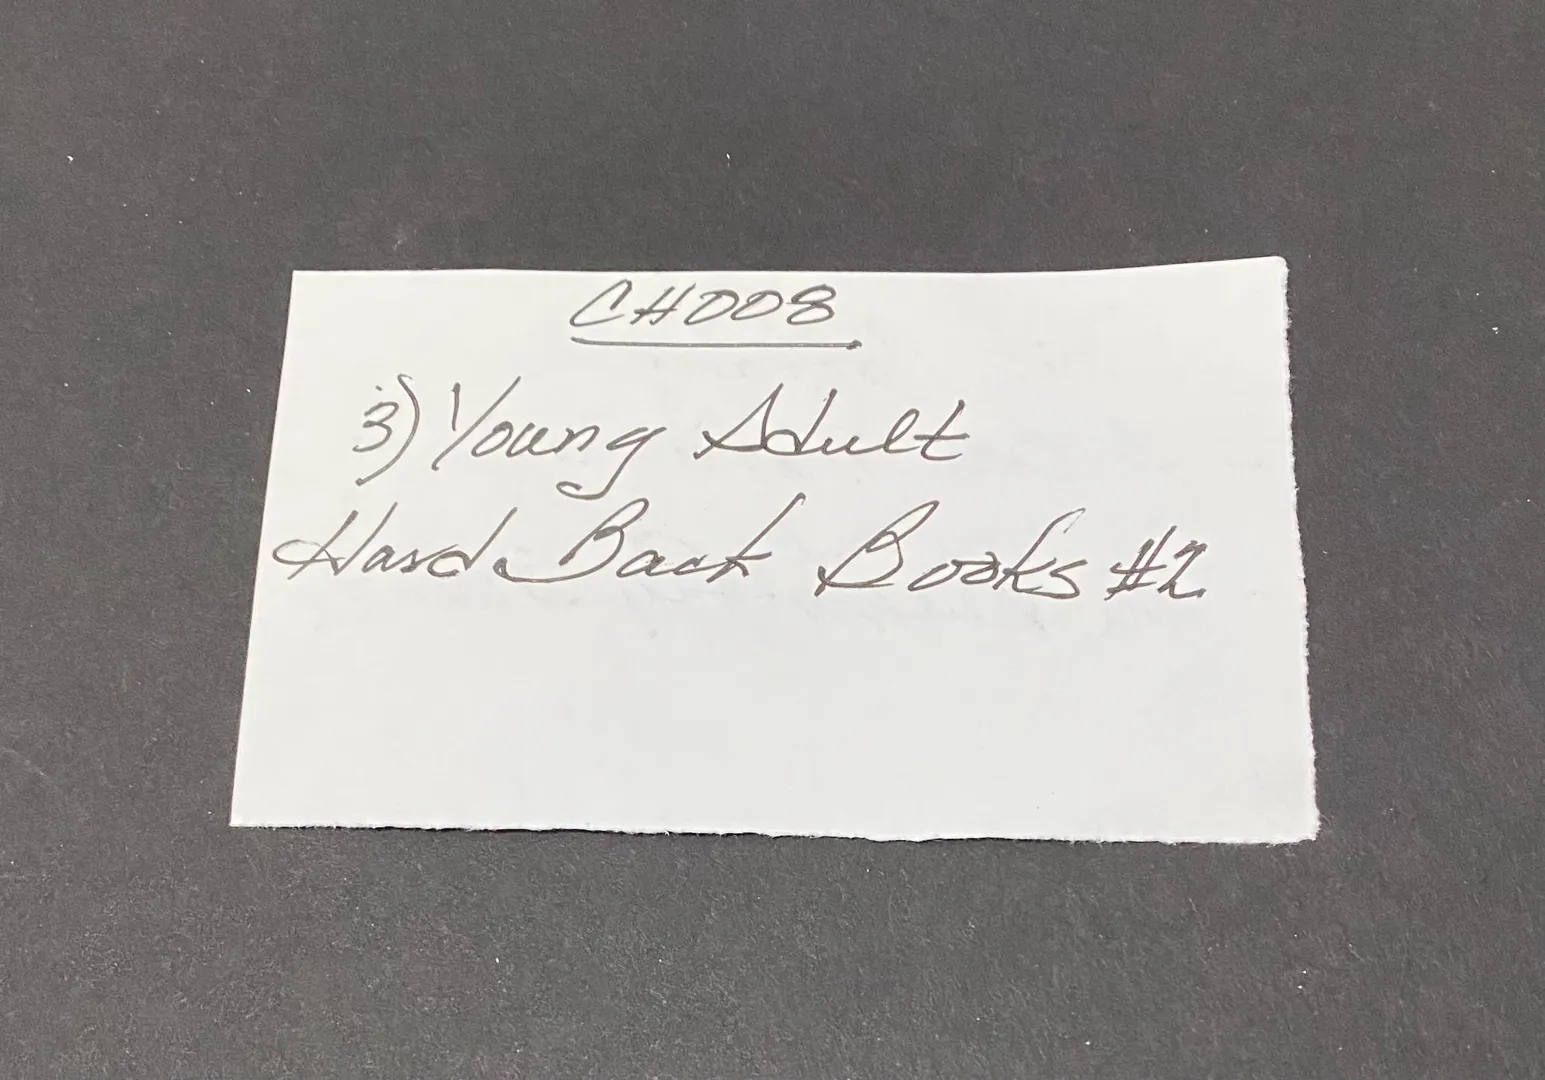 CH008
3) Young Adult
Hard Back Books #2